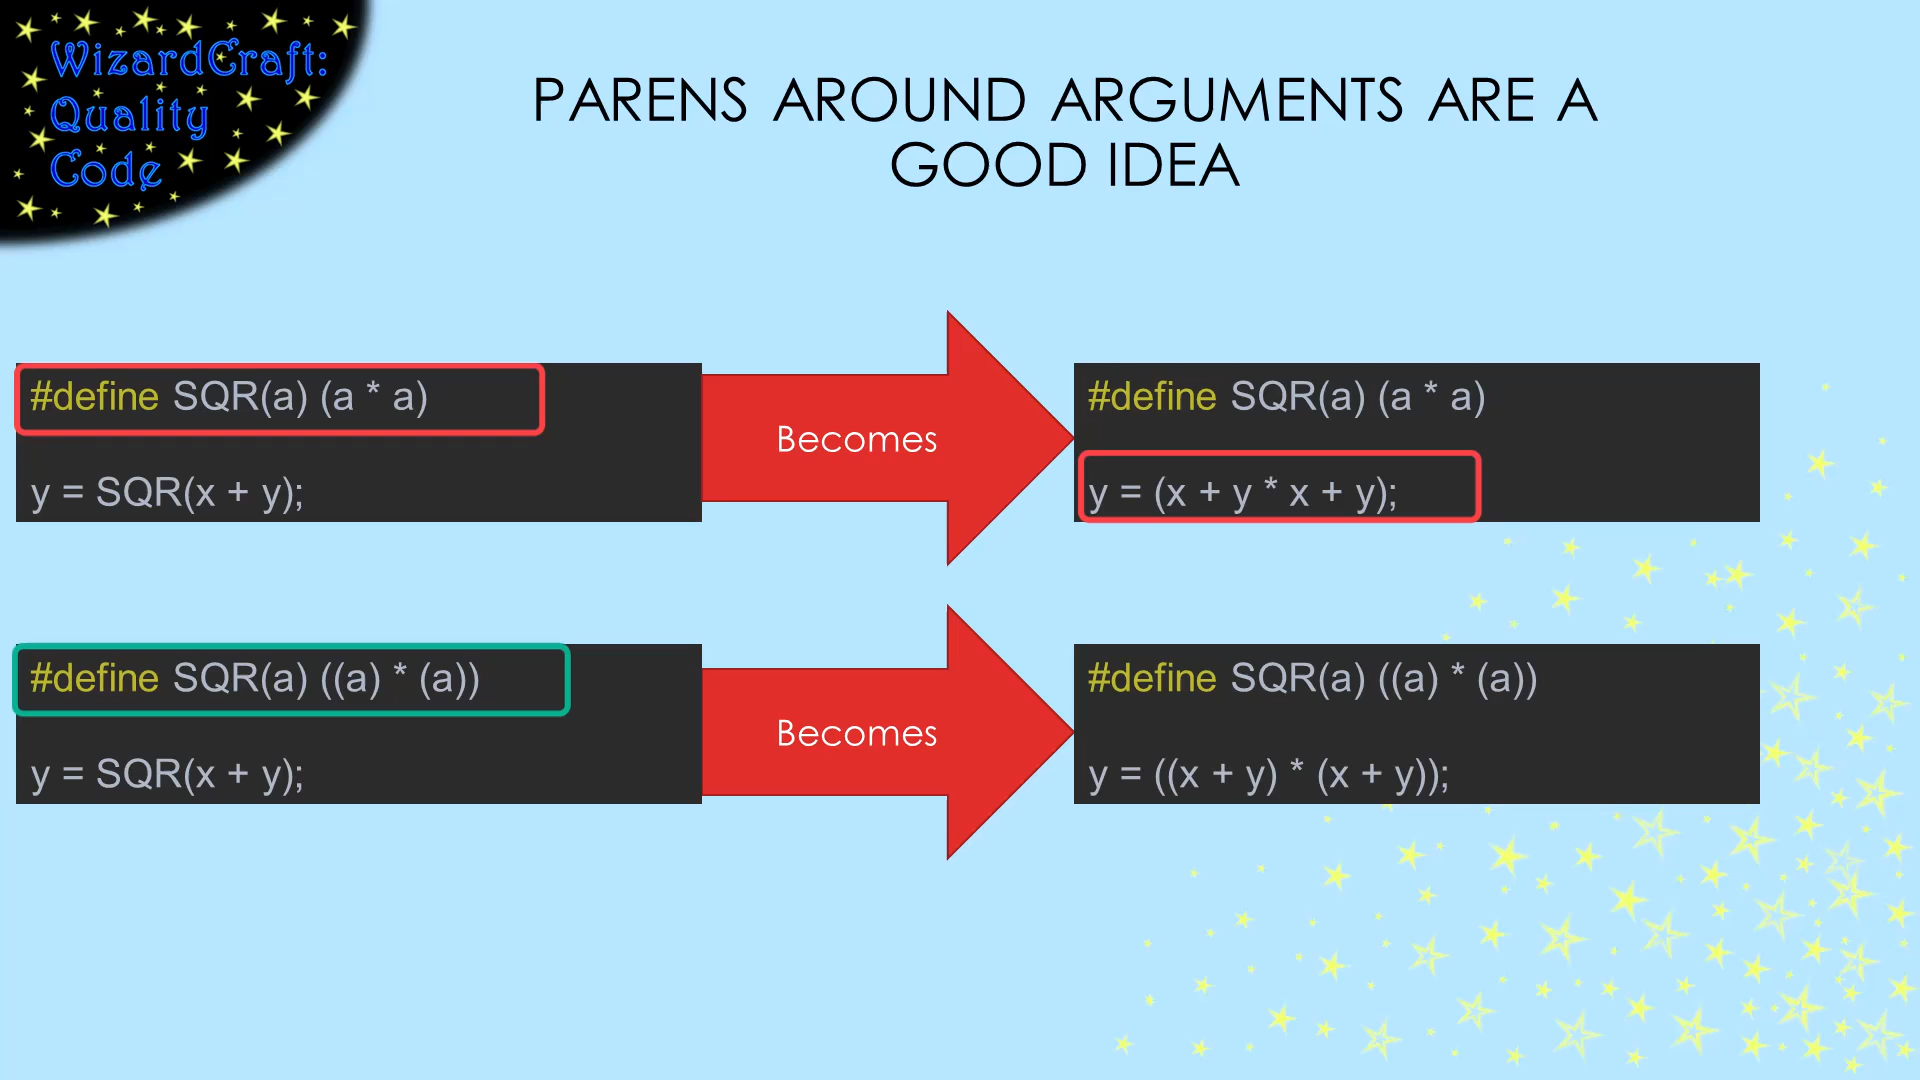 WizardCraft:
Quality
Code
PARENS AROUND ARGUMENTS ARE A
GOOD IDEA
#define SQR(a) (a * a)
y = SQR(x + y);
Becomes
#define SQR(a) (a * a)
y = (x + y * x + y);
#define SQR(a) ((a) * (a))
y = SQR(x + y);
Becomes
#define SQR(a) ((a) * (a))
y = ((x + y) * (x + y));